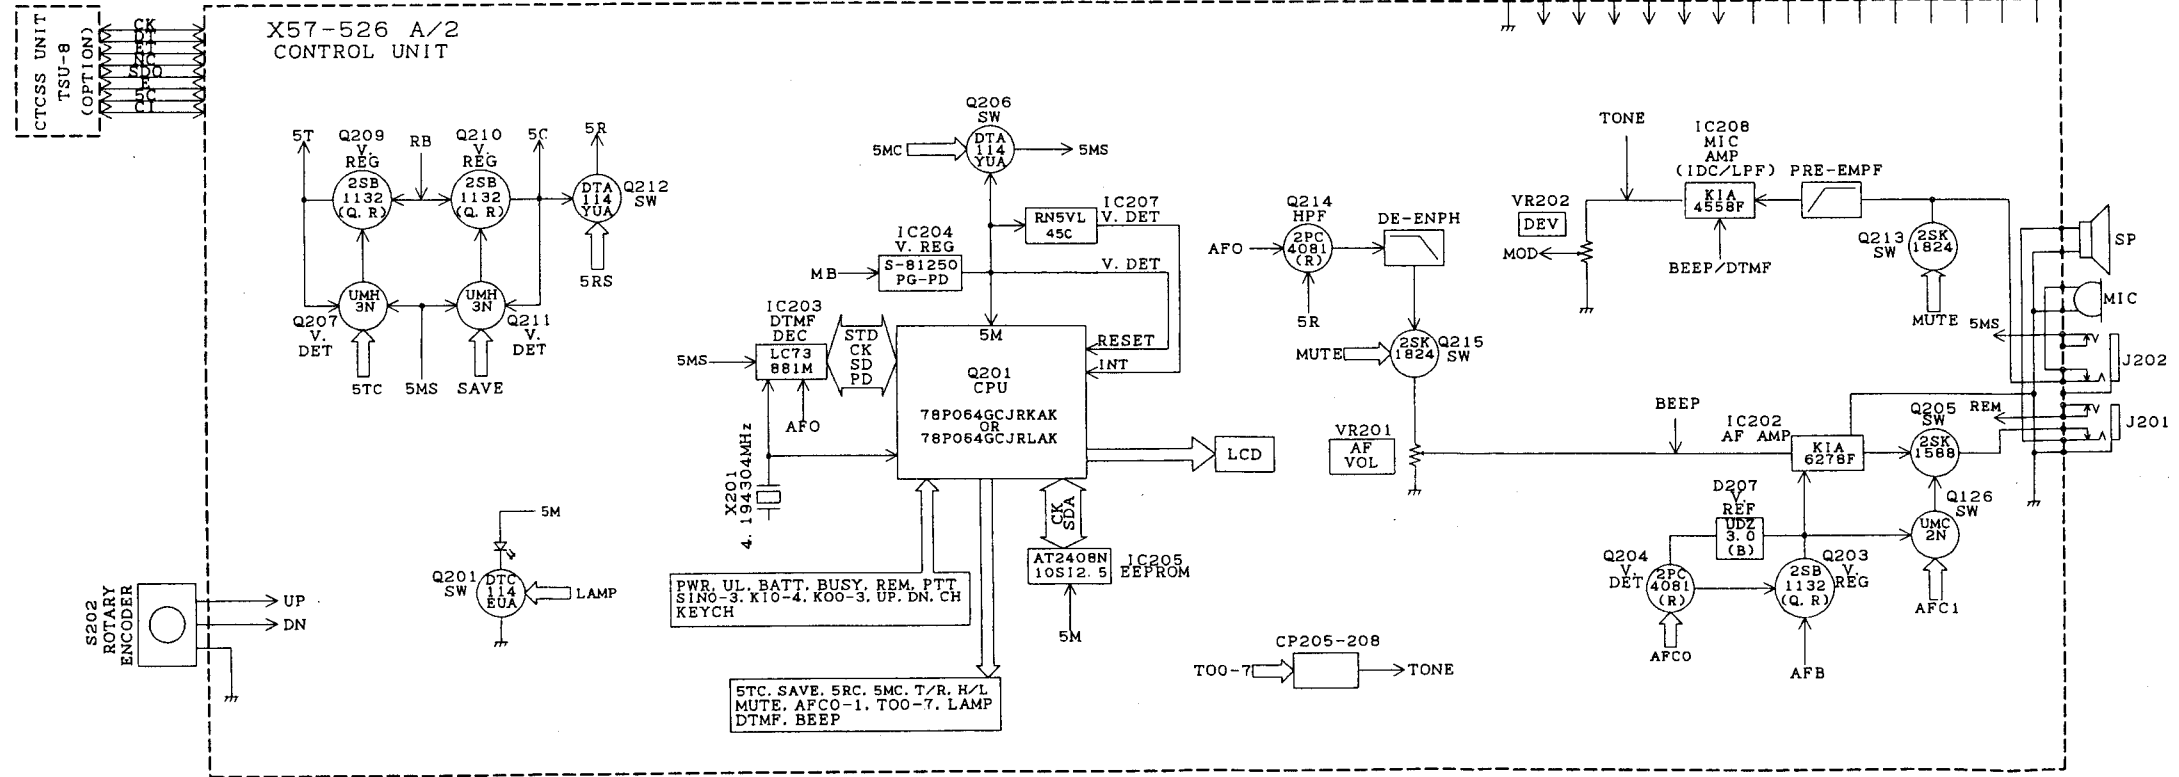 CTCSS UNIT
TSU-8
(OPTION)
CK
DI
EI
NC
SDO
E
5C
CI
X57-526 A/2
CONTROL UNIT
5T
Q209
V.
REG
2SB
1132
(Q.R)
RB
Q210
V.
REG
2SB
1132
(Q.R)
5C
5R
DTA
114
YUA
Q212
SW
5RS
UMH
3N
Q207
V.
DET
5TC
5MS
UMH
3N
Q211
V.
DET
SAVE
Q206
SW
DTA
114
YUA
5MC
5MS
IC207
V. DET
RN5VL
45C
IC204
V. REG
S-81250
PG-PD
MB
V. DET
IC203
DTMF
DEC
LC73
881M
5MS
AFO
STD
CK
SD
PD
5M
RESET
INT
Q201
CPU
78P064GCJRKAK
OR
78P064GCJRLAK
LCD
X201
4.194304MHz
CK
SDA
AT2408N
10SI2.5
IC205
EEPROM
5M
PWR, UL, BATT, BUSY, REM, PTT
SIN0-3, KI0-4, KO0-3, UP, DN, CH
KEYCH
5TC, SAVE, 5RC, 5MC, T/R, H/L
MUTE, AFC0-1, TO0-7, LAMP
DTMF, BEEP
5M
Q201
SW
DTC
114
EUA
LAMP
S202
ROTARY
ENCODER
UP
DN
AFO
Q214
HPF
2PC
4081
(R)
5R
DE-ENPH
MUTE
2SK
1824
Q215
SW
VR201
AF
VOL
TO0-7
CP205-208
TONE
TONE
VR202
DEV
MOD
IC208
MIC
AMP
(IDC/LPF)
KIA
4558F
BEEP/DTMF
PRE-EMPF
Q213
SW
2SK
1824
MUTE
BEEP
IC202
AF AMP
KIA
6278F
Q205
SW
2SK
1588
REM
5MS
D207
V.
REF
UDZ
3.0
(B)
Q126
SW
UMC
2N
AFC1
Q204
V.
DET
2PC
4081
(R)
AFC0
Q203
V.
REG
2SB
1132
(Q.R)
AFB
SP
MIC
J202
J201